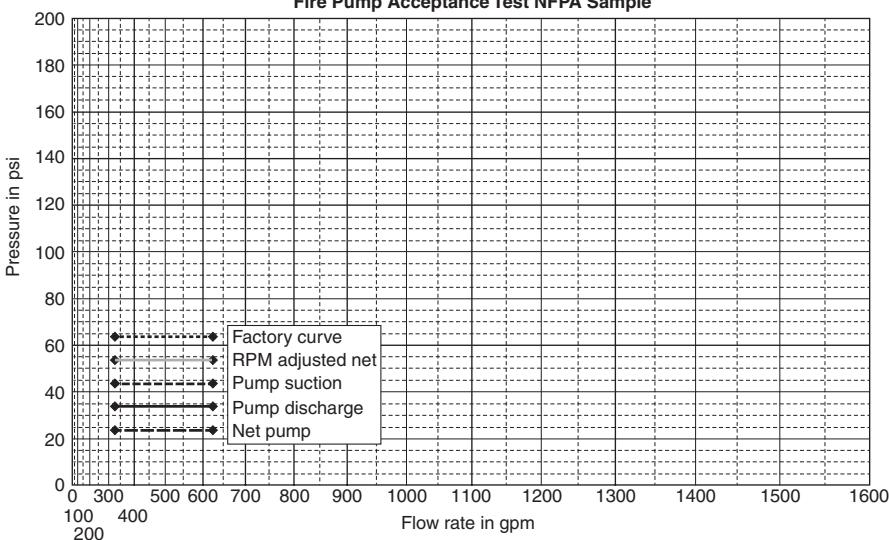 Fire Pump Acceptance Test NFPA Sample
Pressure in psi
200
180
160
140
120
100
80
60
40
20
0
Factory curve
RPM adjusted net
Pump suction
Pump discharge
Net pump
0 300 500 600 700 800 900 1000 1100 1200 1300 1400 1500 1600
100 400
200
Flow rate in gpm